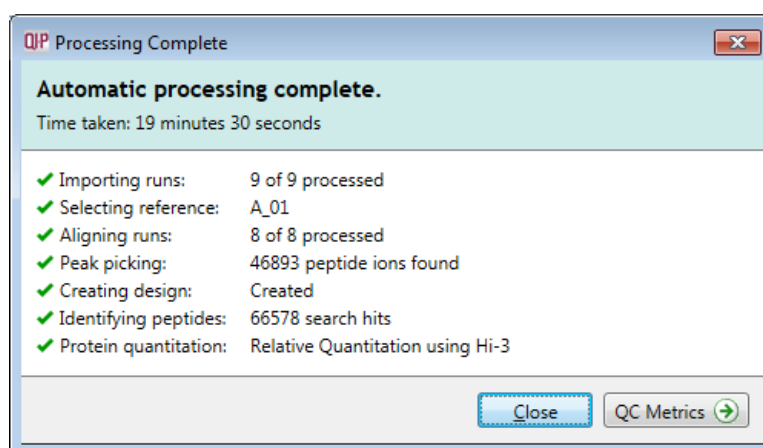 QIP Processing Complete
Automatic processing complete.
Time taken: 19 minutes 30 seconds
Importing runs: 9 of 9 processed
Selecting reference: A_01
Aligning runs: 8 of 8 processed
Peak picking: 46893 peptide ions found
Creating design: Created
Identifying peptides: 66578 search hits
Protein quantitation: Relative Quantitation using Hi-3
Close QC Metrics